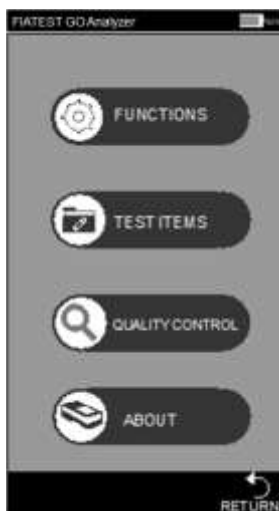 FIATEST GO Analyzer
FUNCTIONS
TEST ITEMS
QUALITY CONTROL
ABOUT
RETURN